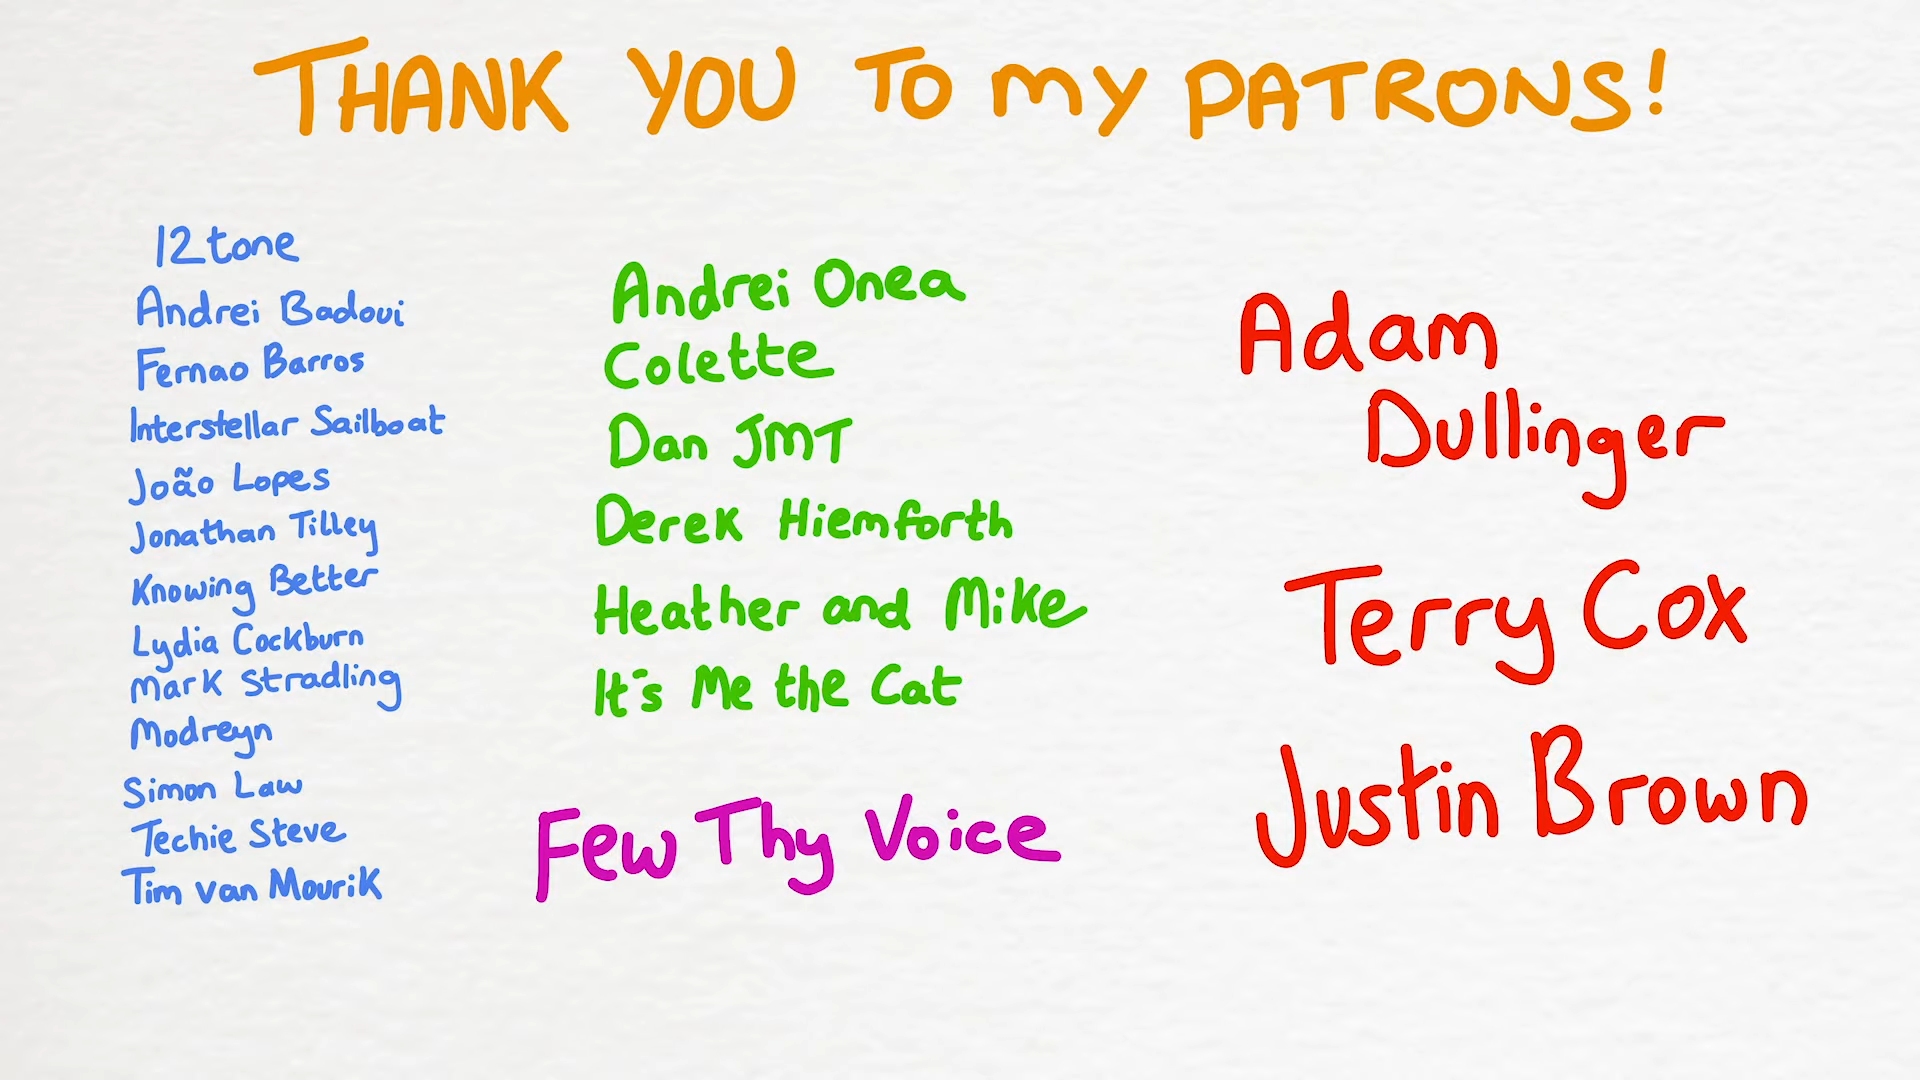 THANK YOU TO MY PATRONS!
12tone
Andrei Badoui
Fernao Barros
Interstellar Sailboat
João Lopes
Jonathan Tilley
Knowing Better
Lydia Cockburn
Mark Stradling
Modreyn
Simon Law
Techie Steve
Tim van Mourik
Andrei Onea
Colette
Dan JMT
Derek Hiemforth
Heather and Mike
It's Me the Cat
Few Thy Voice
Adam
Dullinger
Terry Cox
Justin Brown